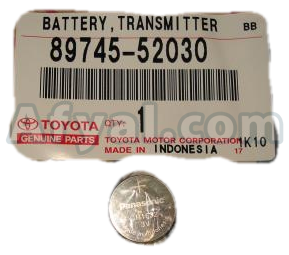 BATTERY,TRANSMITTER BB
89745-52030
TOYOTA
GENUINE PARTS
QTY: 1
TOYOTA MOTOR CORPORATION 1K10
MADE IN INDONESIA 17
Afyal.com
Panasonic